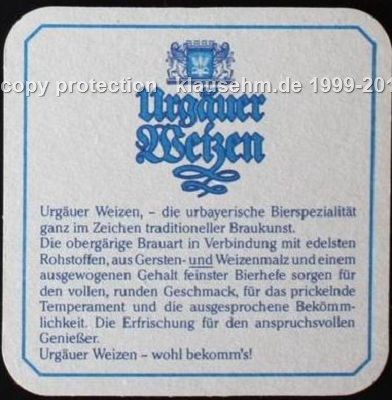 copy protection klausehm.de 1999-201
Urgäuer
Weizen
Urgäuer Weizen, – die urbayerische Bierspezialität
ganz im Zeichen traditioneller Braukunst.
Die obergärige Brauart in Verbindung mit edelsten
Rohstoffen, aus Gersten- und Weizenmalz und einem
ausgewogenen Gehalt feinster Bierhefe sorgen für
den vollen, runden Geschmack, für das prickelnde
Temperament und die ausgesprochene Bekömm-
lichkeit. Die Erfrischung für den anspruchsvollen
Genießer.
Urgäuer Weizen – wohl bekomm's!